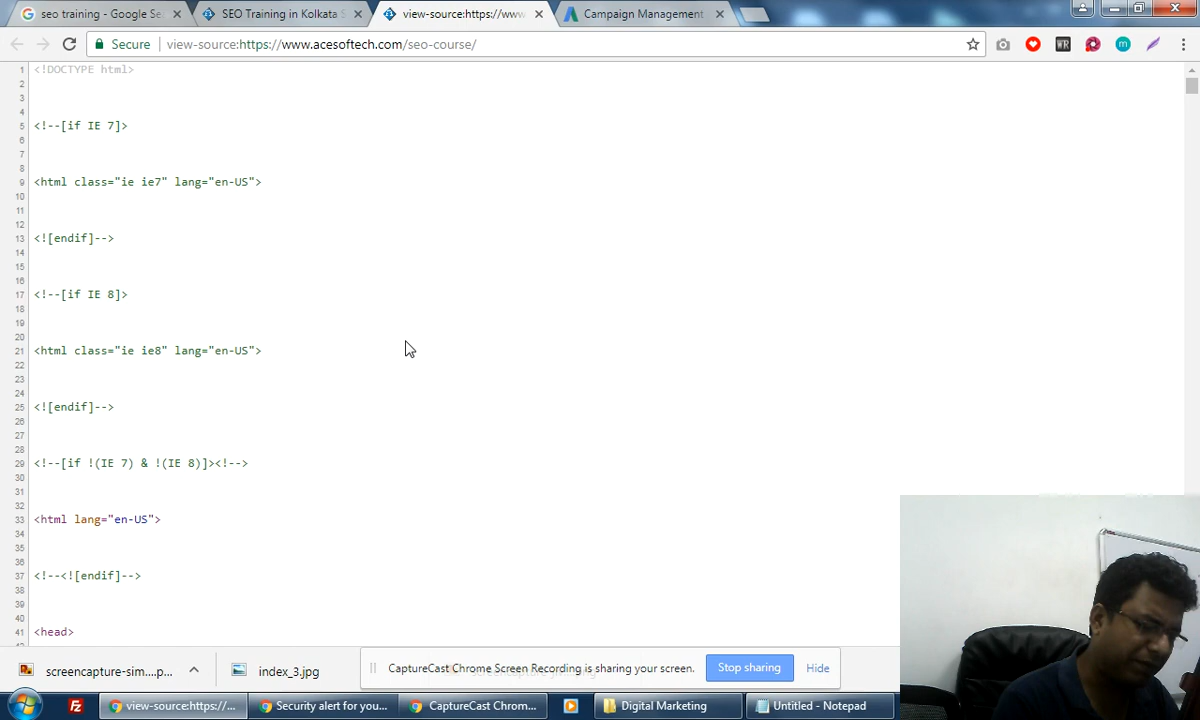 seo training - Google Se
SEO Training in Kolkata S
view-source:https://www
Campaign Management
Secure
view-source:https://www.acesoftech.com/seo-course/
WR
m
1 <!DOCTYPE html>
2
3
4
5 <!--[if IE 7]>
6
7
8
9 <html class="ie ie7" lang="en-US">
10
11
12
13 <![endif]-->
14
15
16
17 <!--[if IE 8]>
18
19
20
21 <html class="ie ie8" lang="en-US">
22
23
24
25 <![endif]-->
26
27
28
29 <!--[if !(IE 7) & !(IE 8)]><!-->
30
31
32
33 <html lang="en-US">
34
35
36
37 <!--<![endif]-->
38
39
40
41 <head>
screencapture-sim....p...
index_3.jpg
CaptureCast Chrome Screen Recording is sharing your screen.
Stop sharing
Hide
Fz
view-source:https://...
Security alert for you...
CaptureCast Chrom...
Digital Marketing
Untitled - Notepad